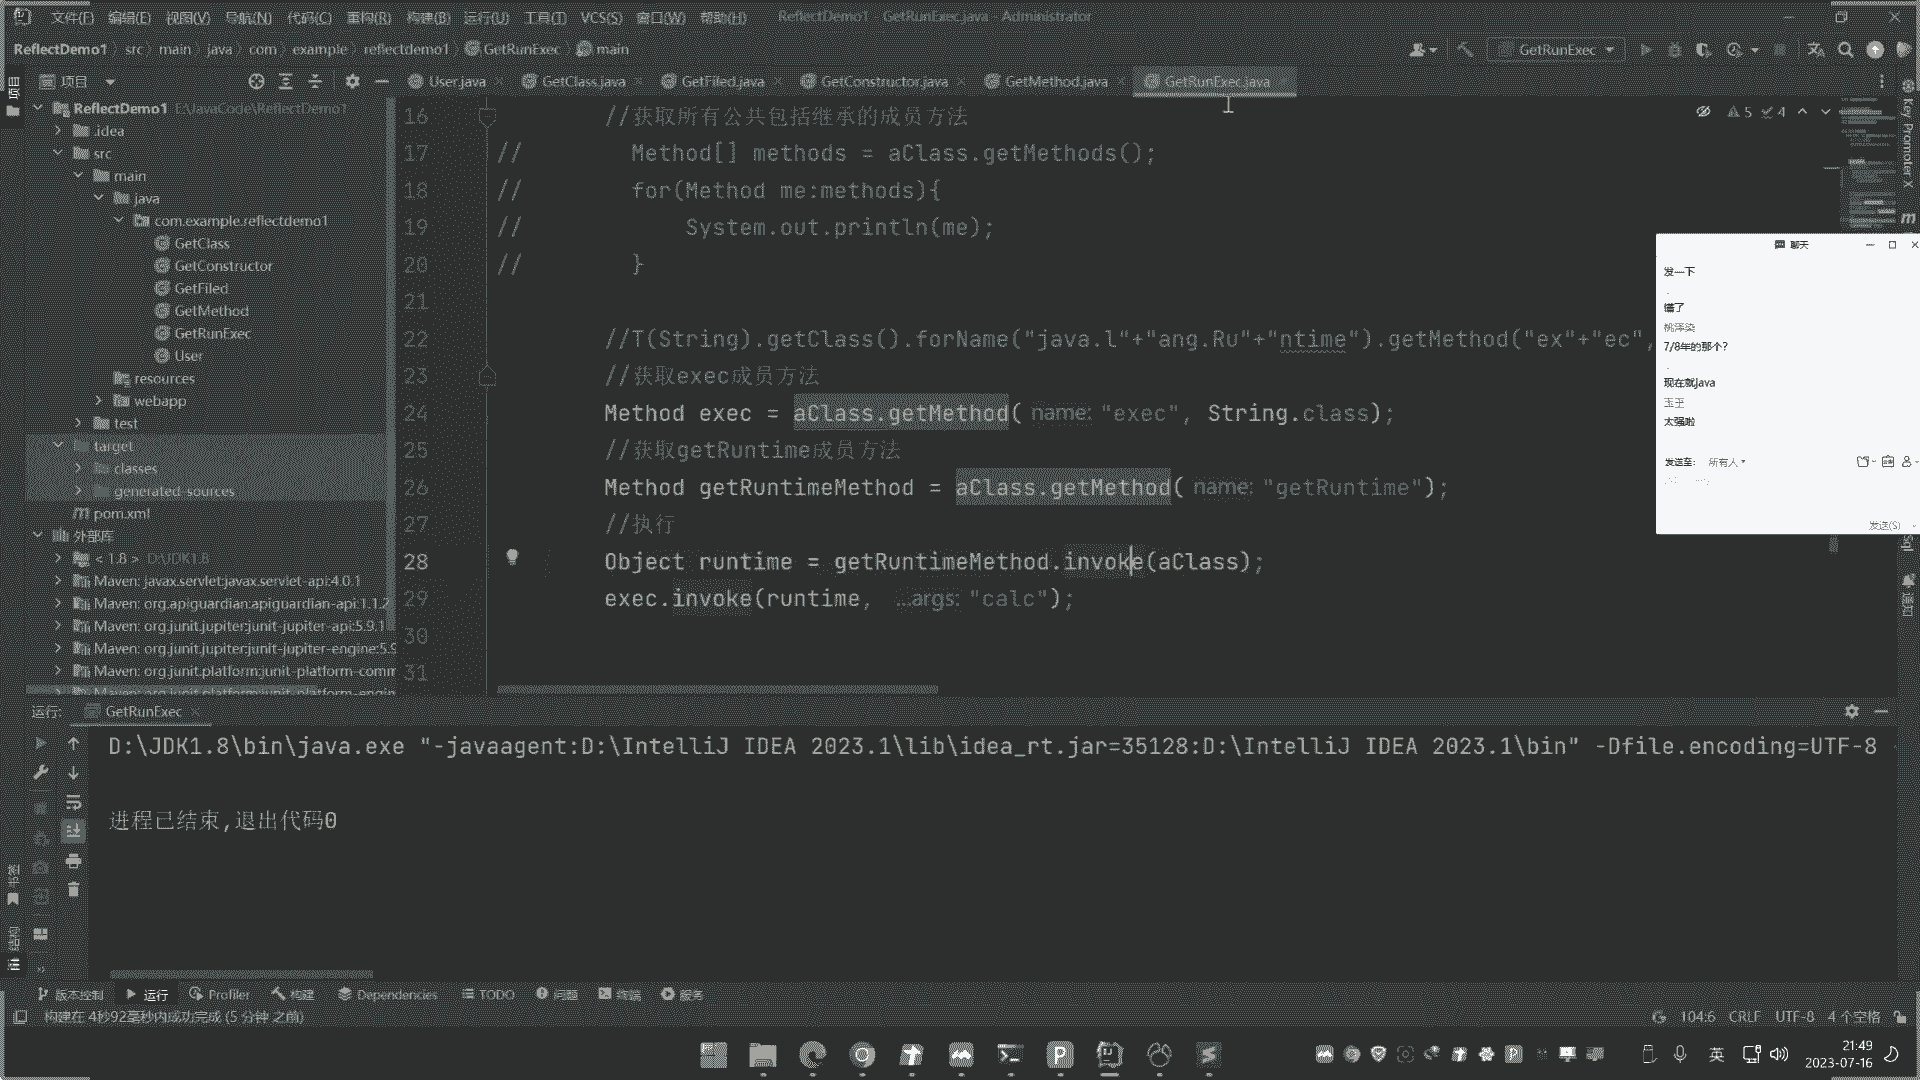 文件(F) 编辑(E) 视图(V) 导航(N) 代码(C) 重构(R) 构建(B) 运行(U) 工具(T) VCS(S) 窗口(W) 帮助(H) ReflectDemo1 - GetRunExec.java - Administrator
ReflectDemo1 src main java com example reflectdemo1 GetRunExec main
GetRunExec
项目
User.java GetClass.java GetFiled.java GetConstructor.java GetMethod.java GetRunExec.java
ReflectDemo1 E:\JavaCode\ReflectDemo1
.idea
src
main
java
com.example.reflectdemo1
GetClass
GetConstructor
GetFiled
GetMethod
GetRunExec
User
resources
webapp
test
target
classes
generated-sources
pom.xml
外部库
< 1.8 > D:\JDK1.8
Maven: javax.servlet:javax.servlet-api:4.0.1
Maven: org.apiguardian:apiguardian-api:1.1.2
Maven: org.junit.jupiter:junit-jupiter-api:5.9.1
Maven: org.junit.jupiter:junit-jupiter-engine:5.9
Maven: org.junit.platform:junit-platform-comm
Maven: org.junit.platform:junit-platform-engin
5 4
16 //获取所有公共包括继承的成员方法
17 // Method[] methods = aClass.getMethods();
18 // for(Method me:methods){
19 // System.out.println(me);
20 // }
21
22 //T(String).getClass().forName("java.l"+"ang.Ru"+"ntime").getMethod("ex"+"ec",
23 //获取exec成员方法
24 Method exec = aClass.getMethod( name: "exec", String.class);
25 //获取getRuntime成员方法
26 Method getRuntimeMethod = aClass.getMethod( name: "getRuntime");
27 //执行
28 Object runtime = getRuntimeMethod.invoke(aClass);
29 exec.invoke(runtime, ...args: "calc");
30
31
Key Promoter X
通知
聊天
发一下
.
懂了
7/8年的那个?
.
现在就java
玉王
太强啦
发送至: 所有人
发送(S)
运行: GetRunExec
D:\JDK1.8\bin\java.exe "-javaagent:D:\IntelliJ IDEA 2023.1\lib\idea_rt.jar=35128:D:\IntelliJ IDEA 2023.1\bin" -Dfile.encoding=UTF-8
进程已结束,退出代码0
书签
结构
版本控制 运行 Profiler 构建 Dependencies TODO 问题 终端 服务
构建在 4秒92毫秒内成功完成 (5 分钟 之前)
104:6 CRLF UTF-8 4 个空格
英
21:49
2023-07-16